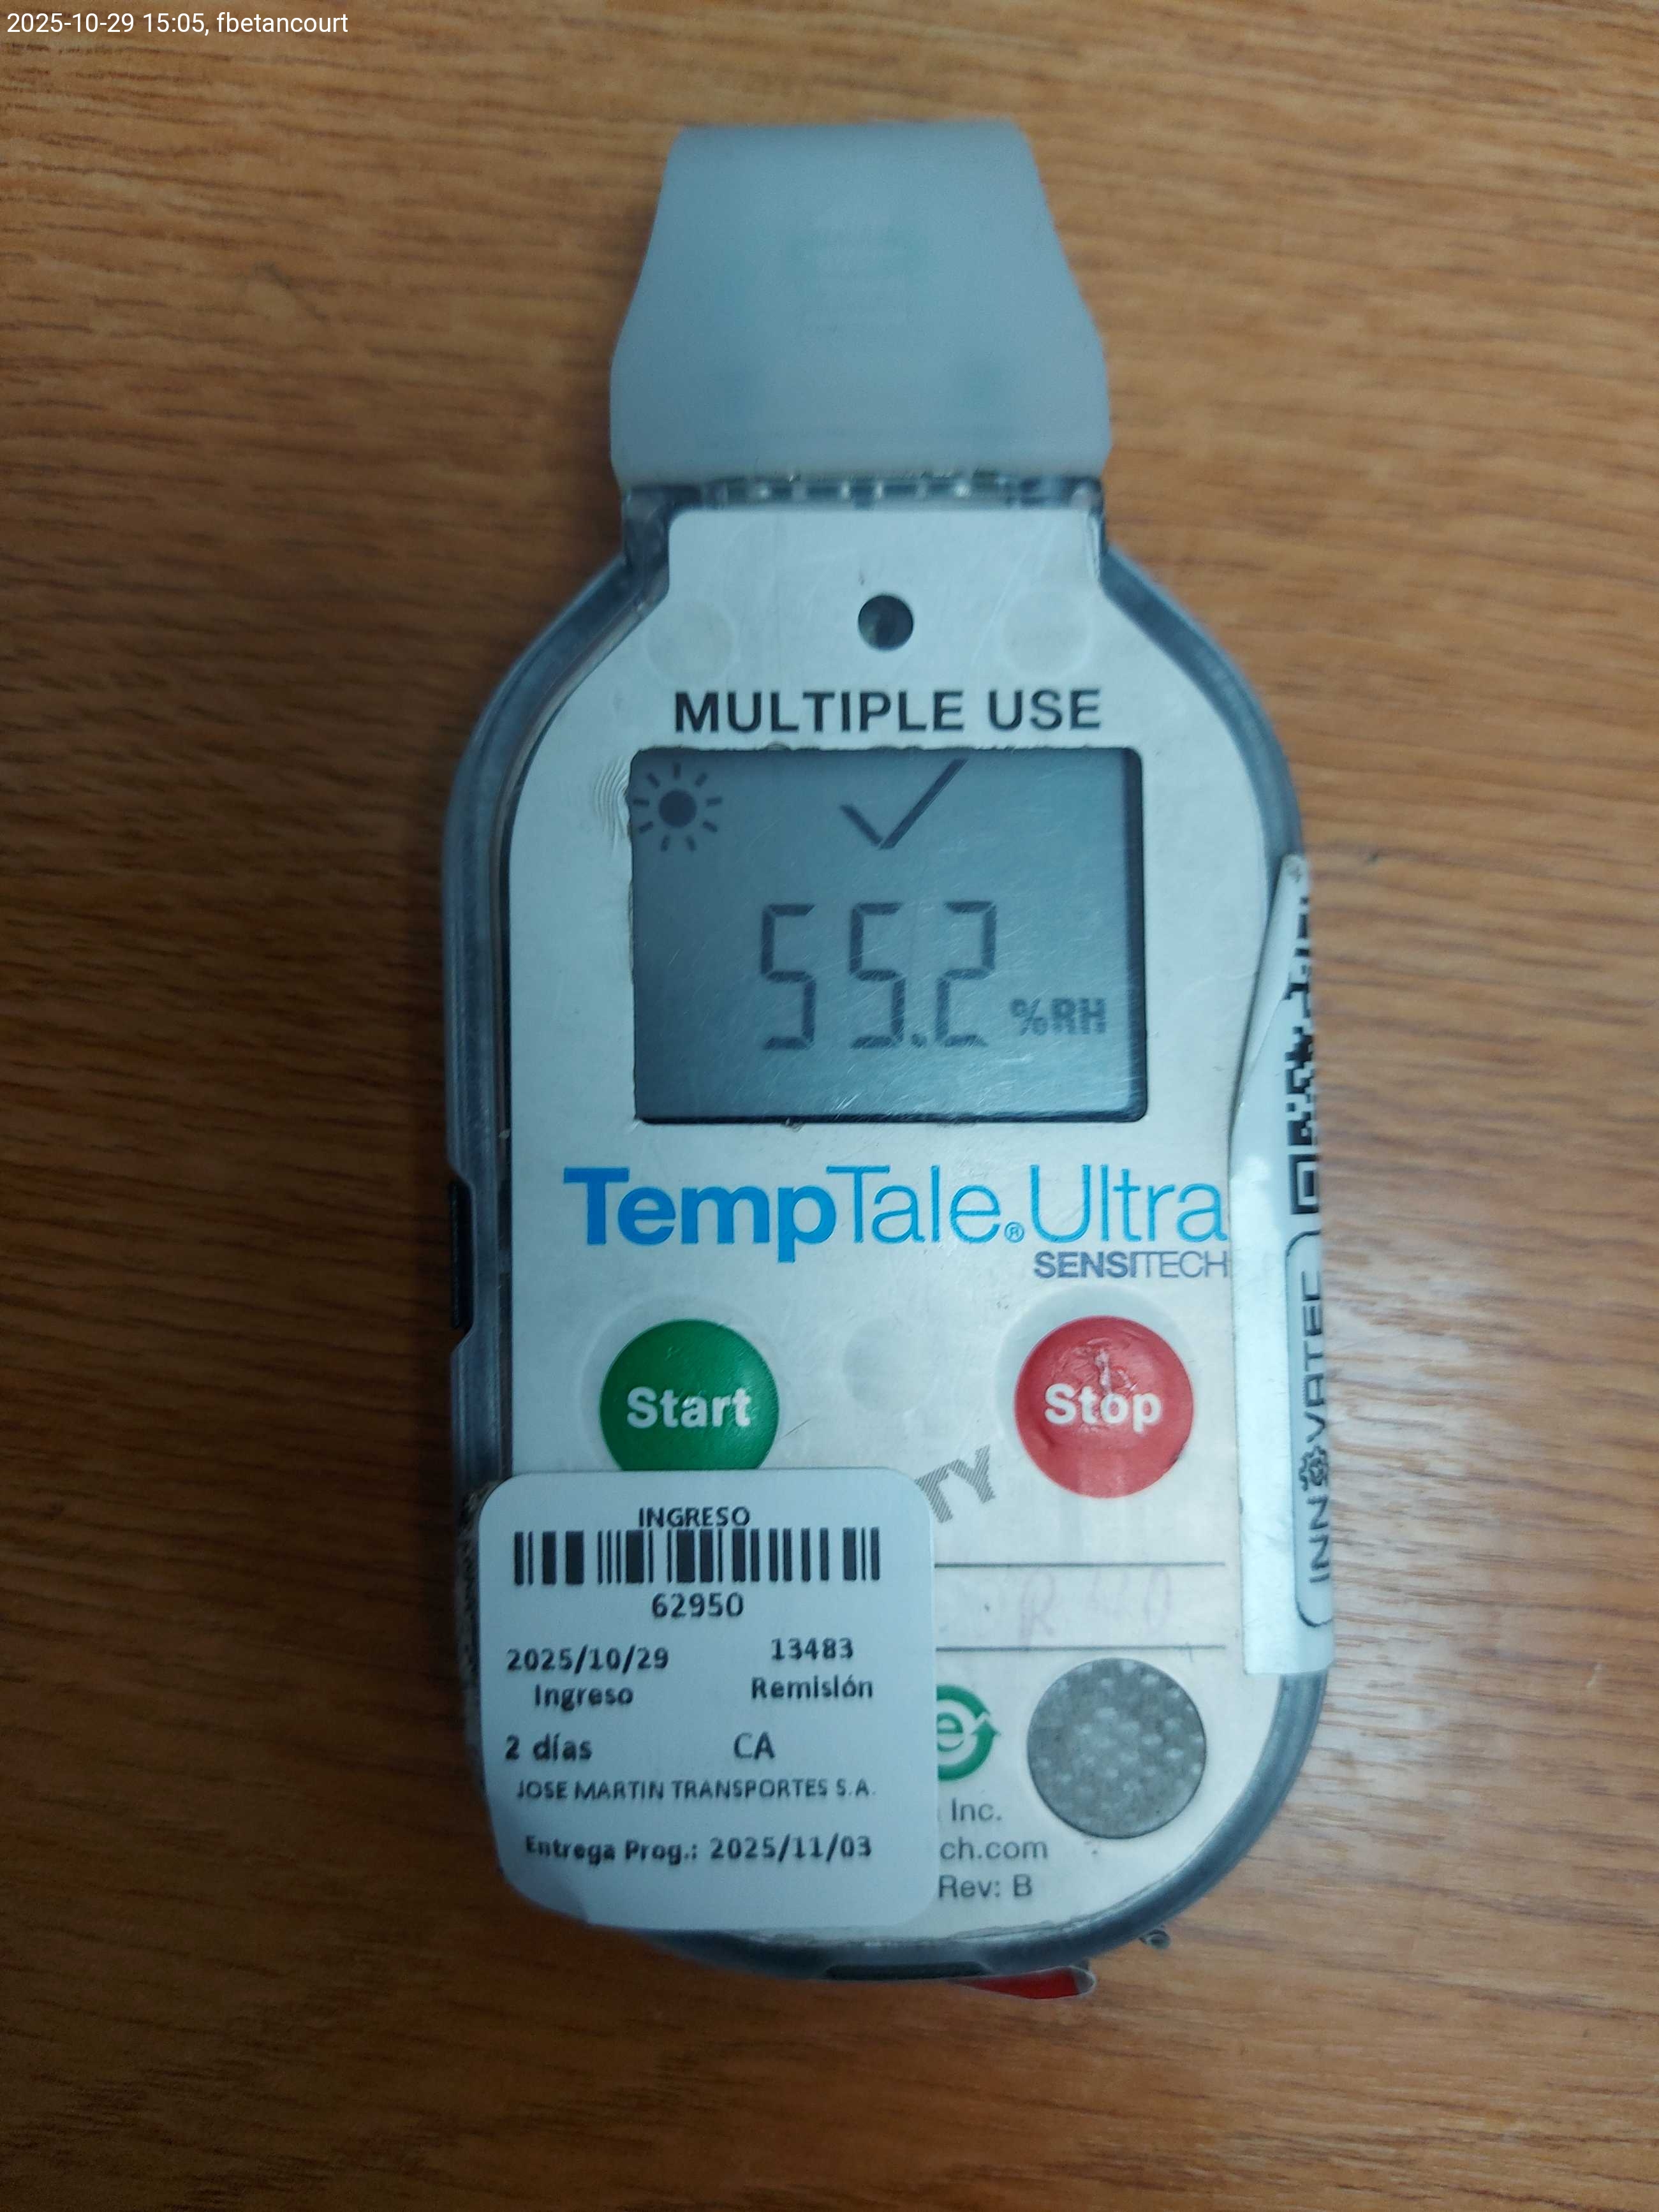 2025-10-29 15:05, fbetancourt
MULTIPLE USE
55.2 %RH
TempTale®Ultra
SENSITECH
Start
Stop
TY
INGRESO
62950
2025/10/29 13483
Ingreso Remisión
2 días CA
JOSE MARTIN TRANSPORTES S.A.
Entrega Prog.: 2025/11/03
e
Inc.
ch.com
Rev: B
INNOVATEC